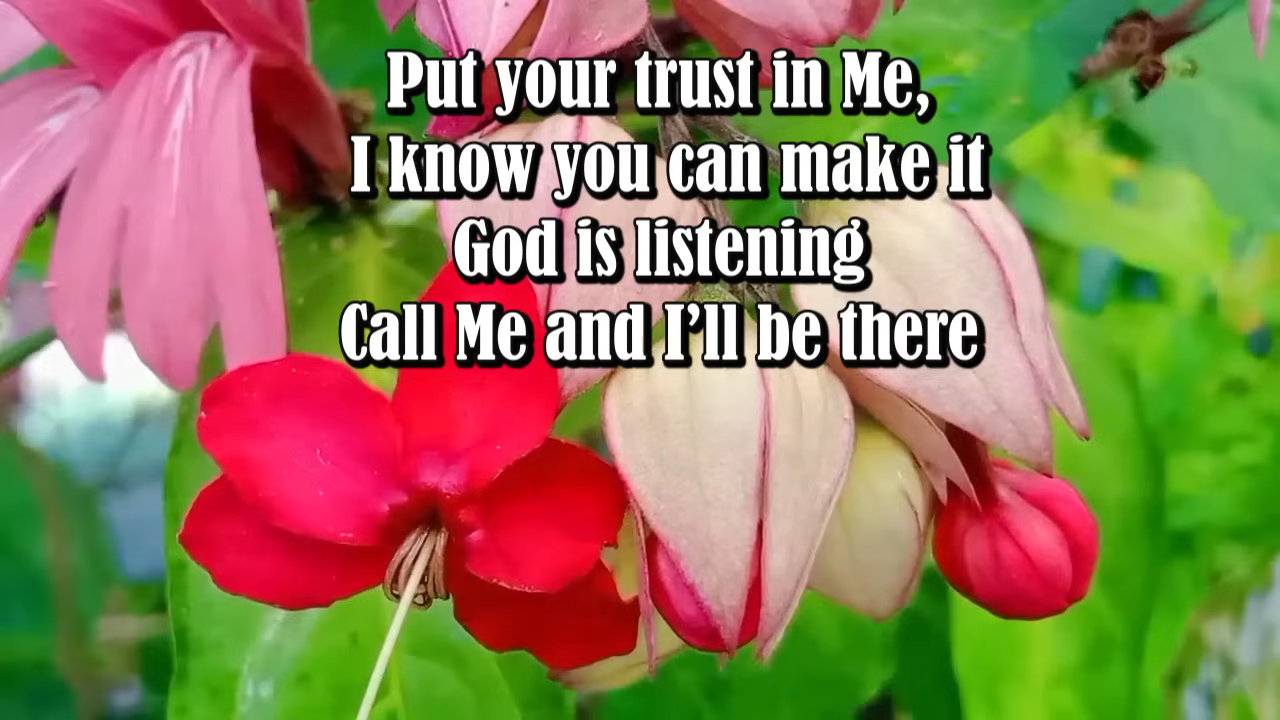 Put your trust in Me,
I know you can make it
God is listening
Call Me and I'll be there